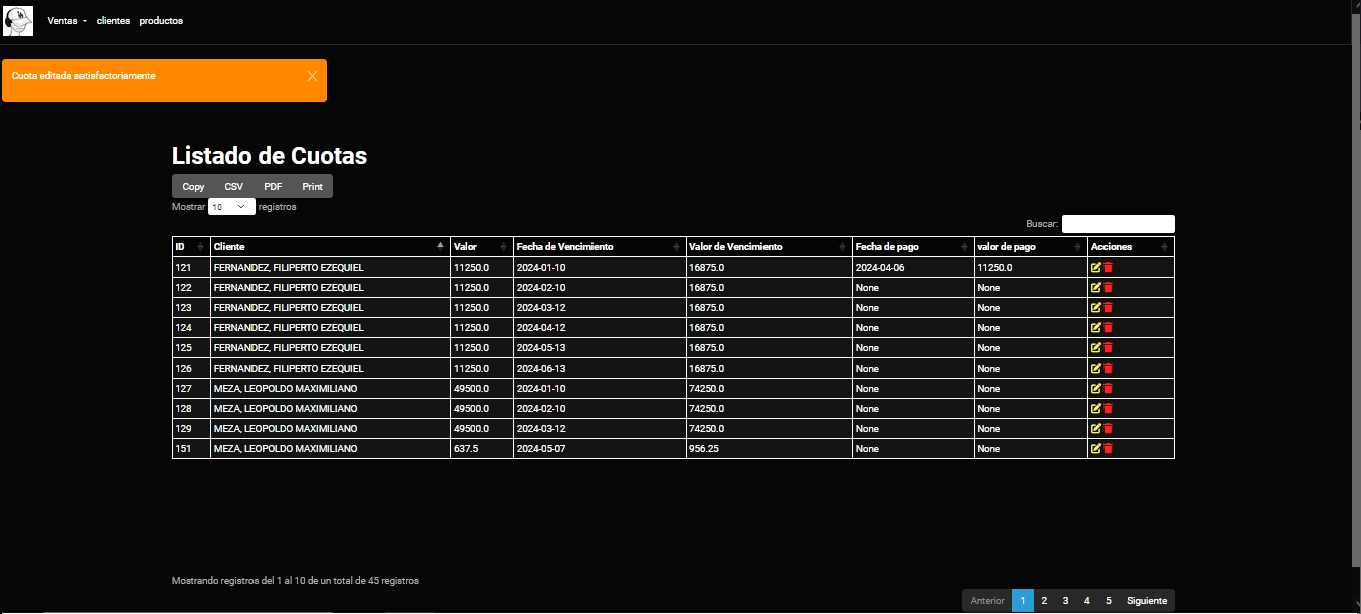 Ventas clientes productos
Cuota editada satisfactoriamente
Listado de Cuotas
Copy CSV PDF Print
Mostrar 10 registros
Buscar:
ID Cliente Valor Fecha de Vencimiento Valor de Vencimiento Fecha de pago valor de pago Acciones
121 FERNANDEZ, FILIPERTO EZEQUIEL 11250.0 2024-01-10 16875.0 2024-04-06 11250.0
122 FERNANDEZ, FILIPERTO EZEQUIEL 11250.0 2024-02-10 16875.0 None None
123 FERNANDEZ, FILIPERTO EZEQUIEL 11250.0 2024-03-12 16875.0 None None
124 FERNANDEZ, FILIPERTO EZEQUIEL 11250.0 2024-04-12 16875.0 None None
125 FERNANDEZ, FILIPERTO EZEQUIEL 11250.0 2024-05-13 16875.0 None None
126 FERNANDEZ, FILIPERTO EZEQUIEL 11250.0 2024-06-13 16875.0 None None
127 MEZA, LEOPOLDO MAXIMILIANO 49500.0 2024-01-10 74250.0 None None
128 MEZA, LEOPOLDO MAXIMILIANO 49500.0 2024-02-10 74250.0 None None
129 MEZA, LEOPOLDO MAXIMILIANO 49500.0 2024-03-12 74250.0 None None
151 MEZA, LEOPOLDO MAXIMILIANO 637.5 2024-05-07 956.25 None None
Mostrando registros del 1 al 10 de un total de 45 registros
Anterior 1 2 3 4 5 Siguiente